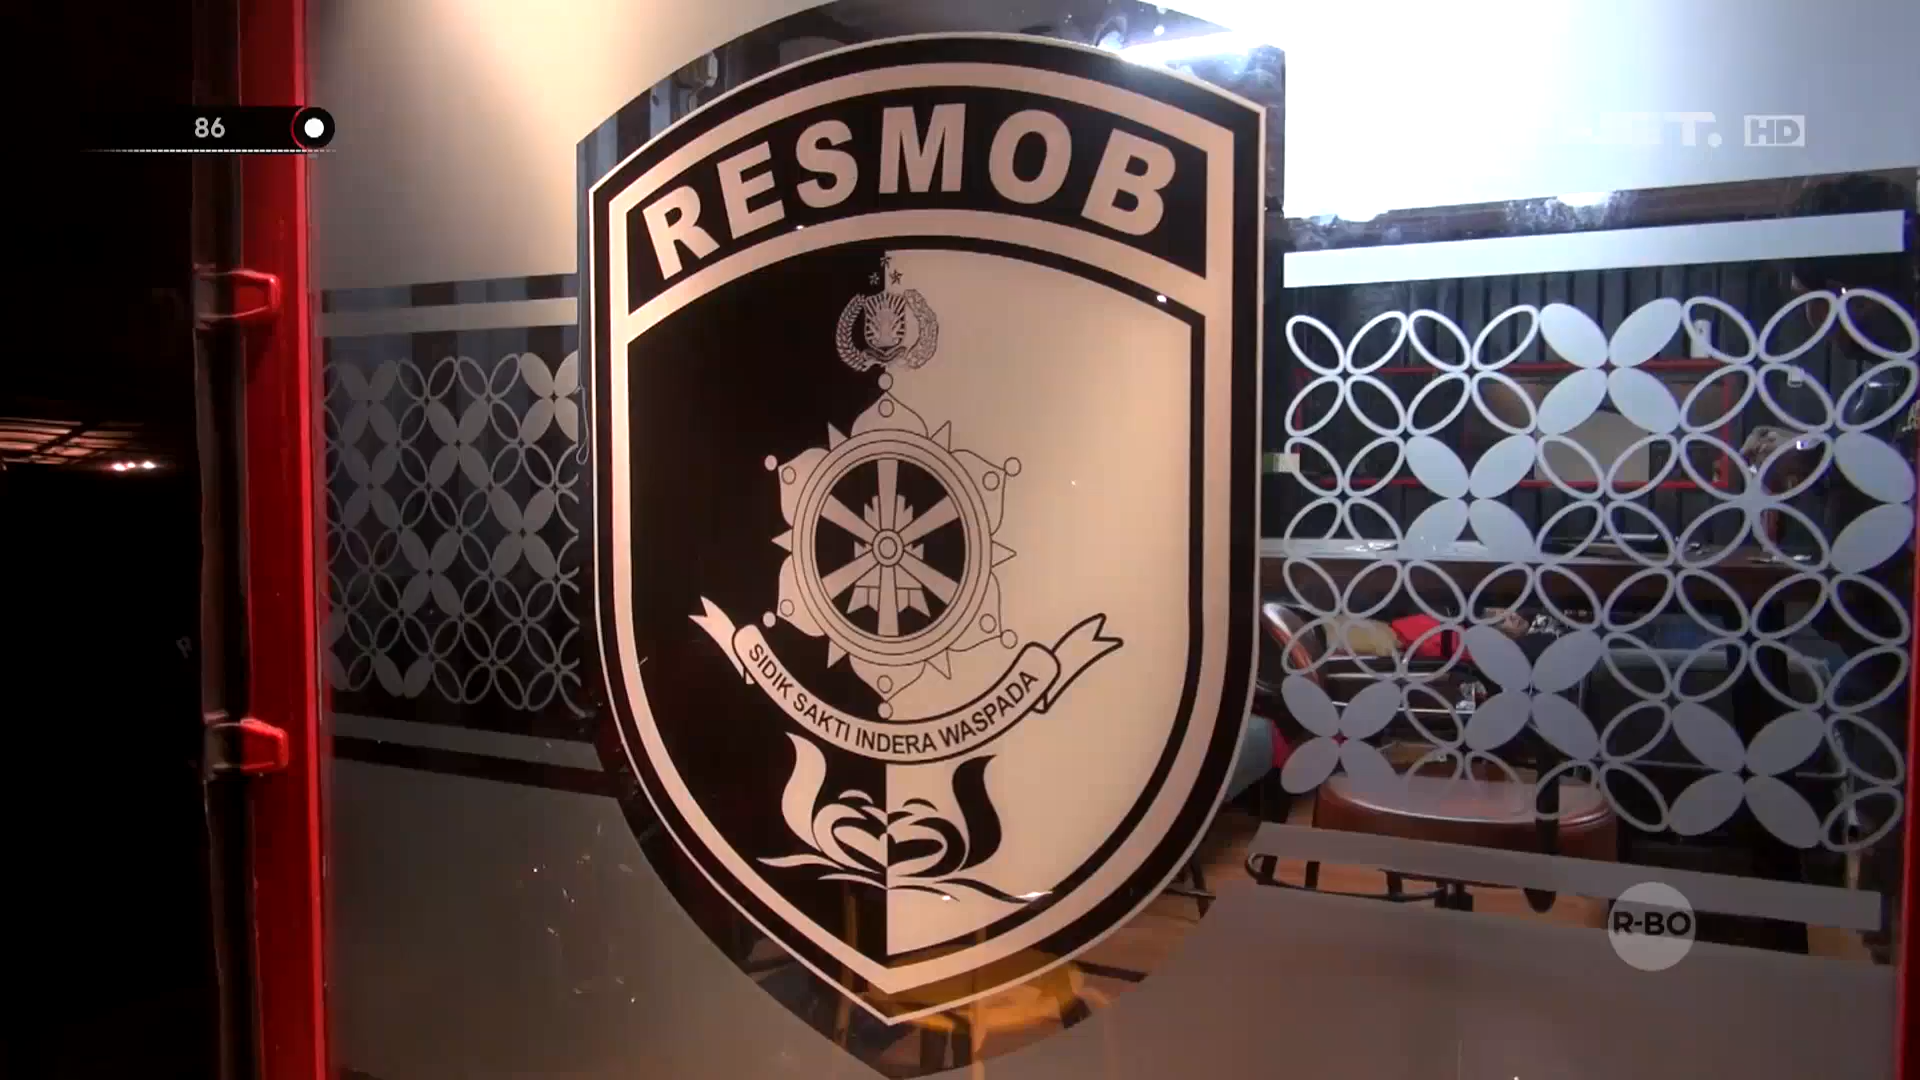 86
HD
RESMOB
SIDIK SAKTI INDERA WASPADA
R-BO